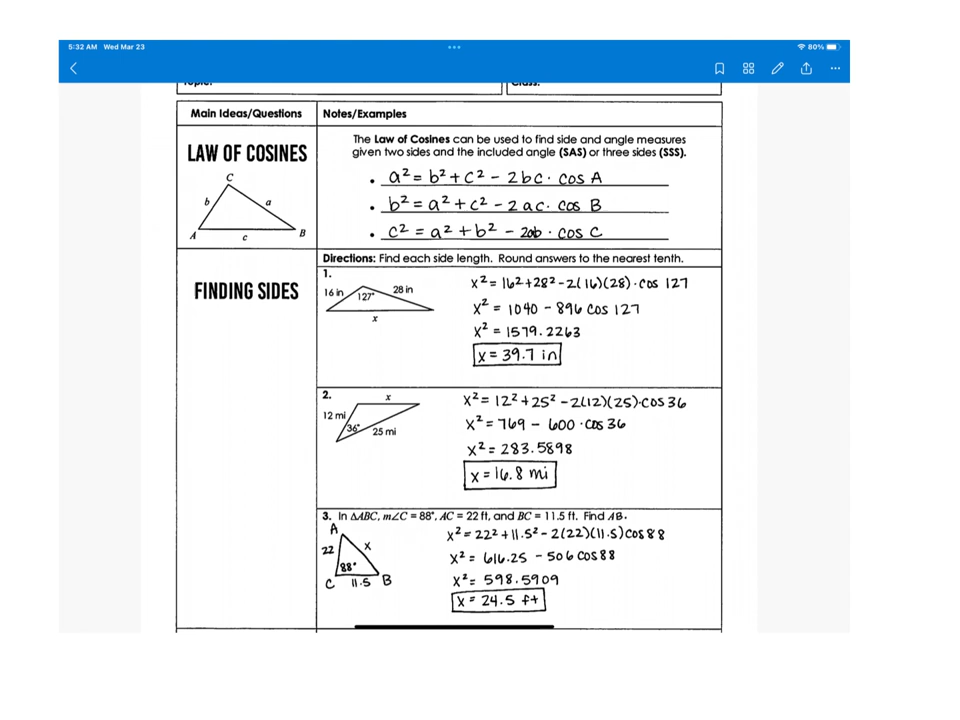 5:32 AM Wed Mar 23
80%
Topic:
Class:
Main Ideas/Questions
Notes/Examples
LAW OF COSINES
C
b
a
A
c
B
The Law of Cosines can be used to find side and angle measures
given two sides and the included angle (SAS) or three sides (SSS).
• a² = b² + c² - 2bc · cos A
• b² = a² + c² - 2ac · cos B
• c² = a² + b² - 2ab · cos C
FINDING SIDES
Directions: Find each side length. Round answers to the nearest tenth.
1.
16 in
127°
28 in
x
x² = 16² + 28² - 2(16)(28) · cos 127
x² = 1040 - 896 cos 127
x² = 1579.2263
x = 39.7 in
2.
x
12 mi
36°
25 mi
x² = 12² + 25² - 2(12)(25) · cos 36
x² = 769 - 600 · cos 36
x² = 283.5898
x = 16.8 mi
3. In ΔABC, m∠C = 88°, AC = 22 ft, and BC = 11.5 ft. Find AB.
A
22
x
88°
C
11.5
B
x² = 22² + 11.5² - 2(22)(11.5) cos 88
x² = 616.25 - 506 cos 88
x² = 598.5909
x = 24.5 ft